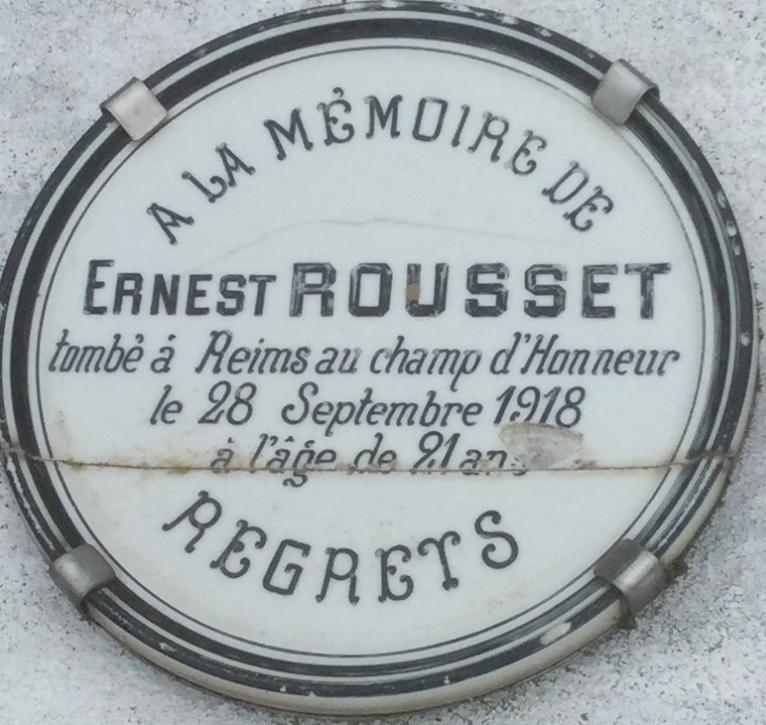 A LA MÉMOIRE DE
ERNEST ROUSSET
tombé à Reims au champ d'Honneur
le 28 Septembre 1918
à l'âge de 21 ans
REGRETS